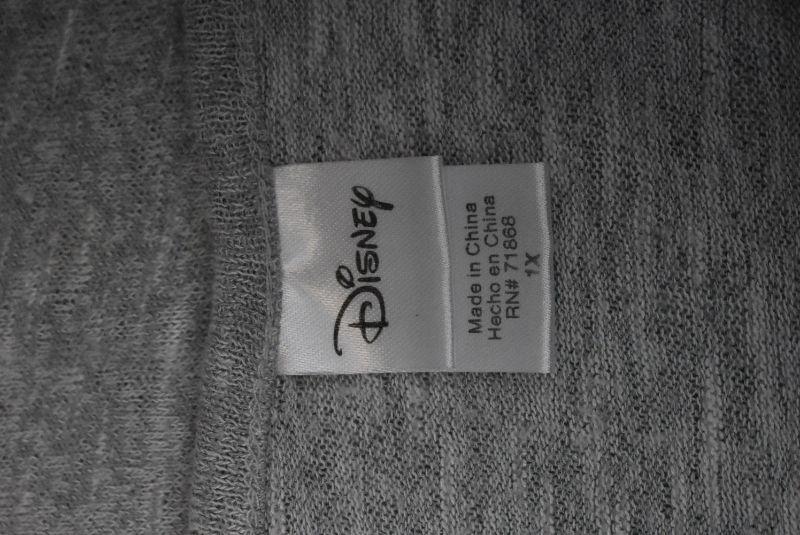 Disney
Made in China
Hecho en China
RN# 71868
1X